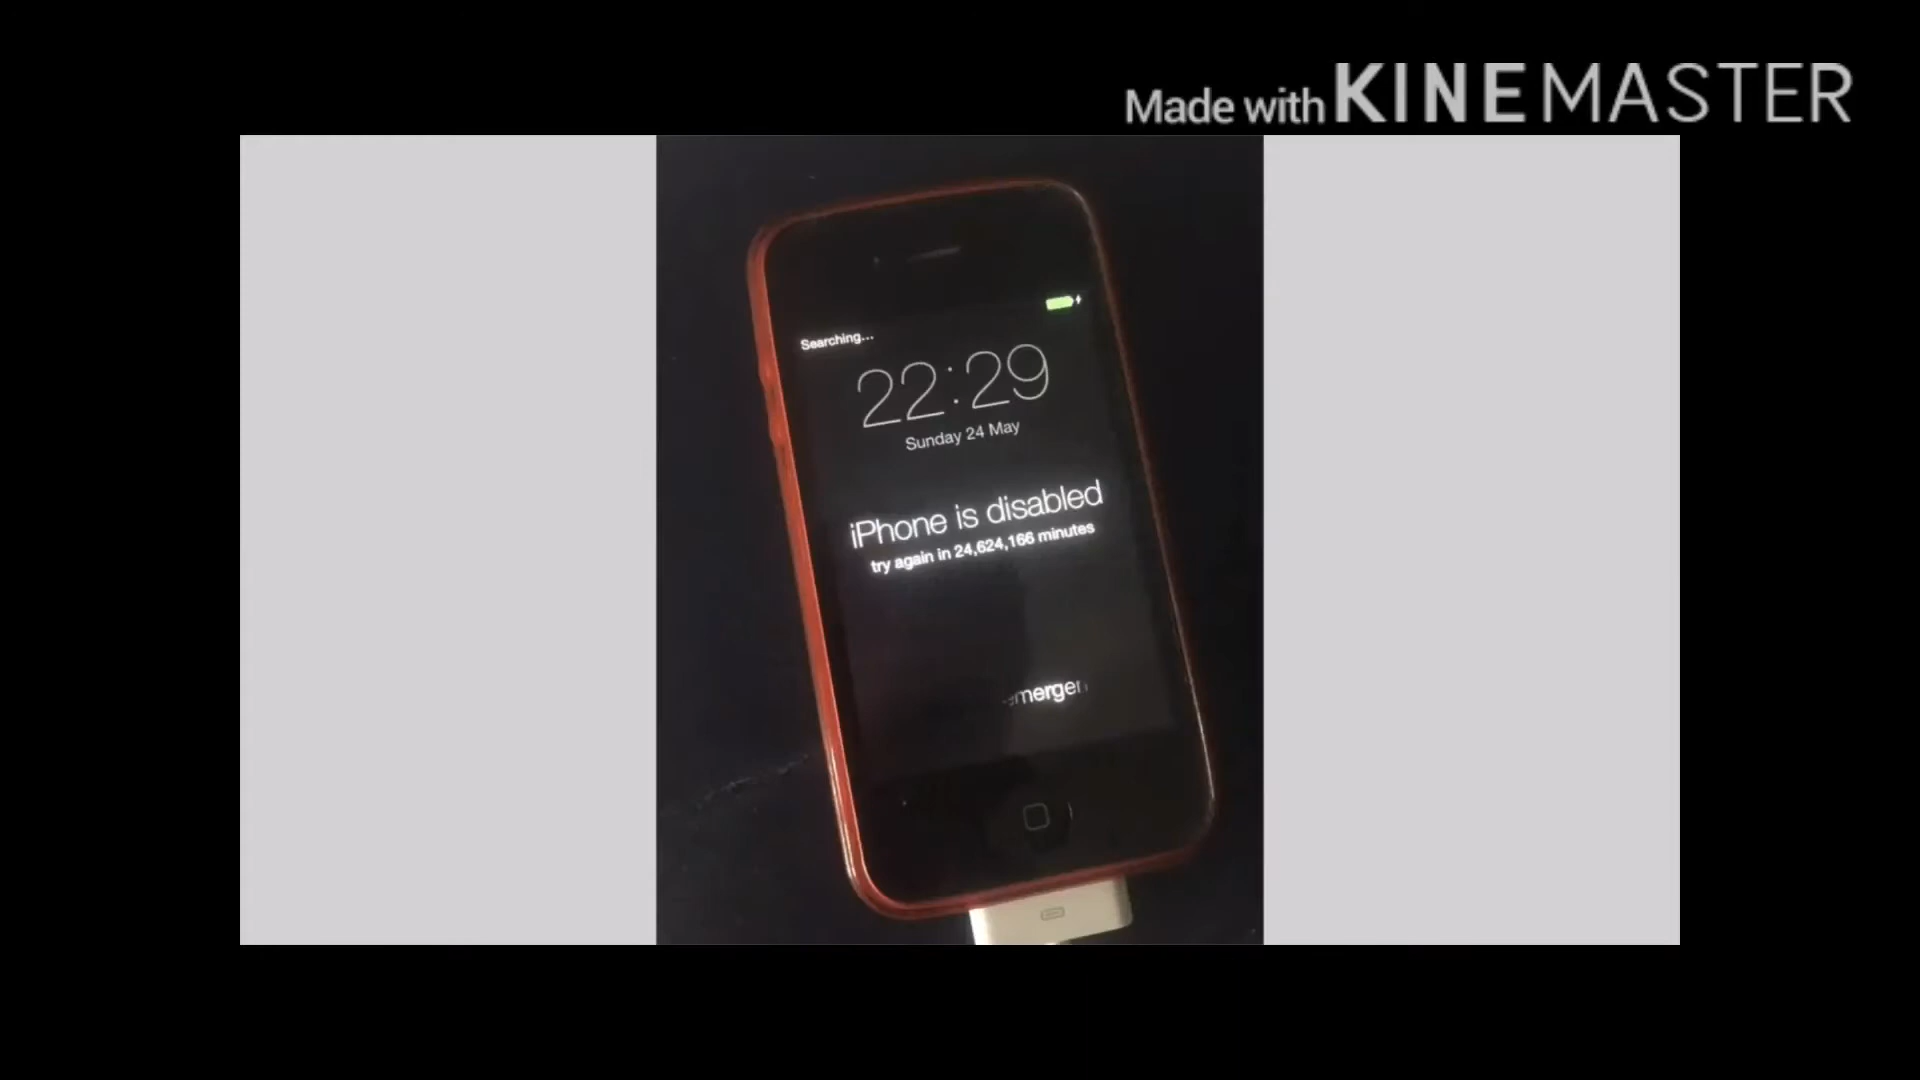 Made with KINEMASTER
Searching...
22:29
Sunday 24 May
iPhone is disabled
try again in 24,624,166 minutes
emergen